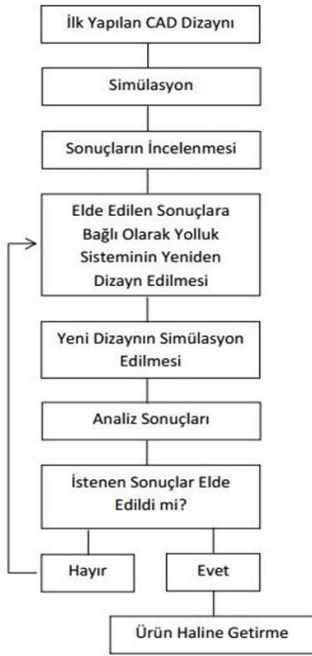 İlk Yapılan CAD Dizaynı
Simülasyon
Sonuçların İncelenmesi
Elde Edilen Sonuçlara
Bağlı Olarak Yolluk
Sisteminin Yeniden
Dizayn Edilmesi
Yeni Dizaynın Simülasyon
Edilmesi
Analiz Sonuçları
İstenen Sonuçlar Elde
Edildi mi?
Hayır
Evet
Ürün Haline Getirme